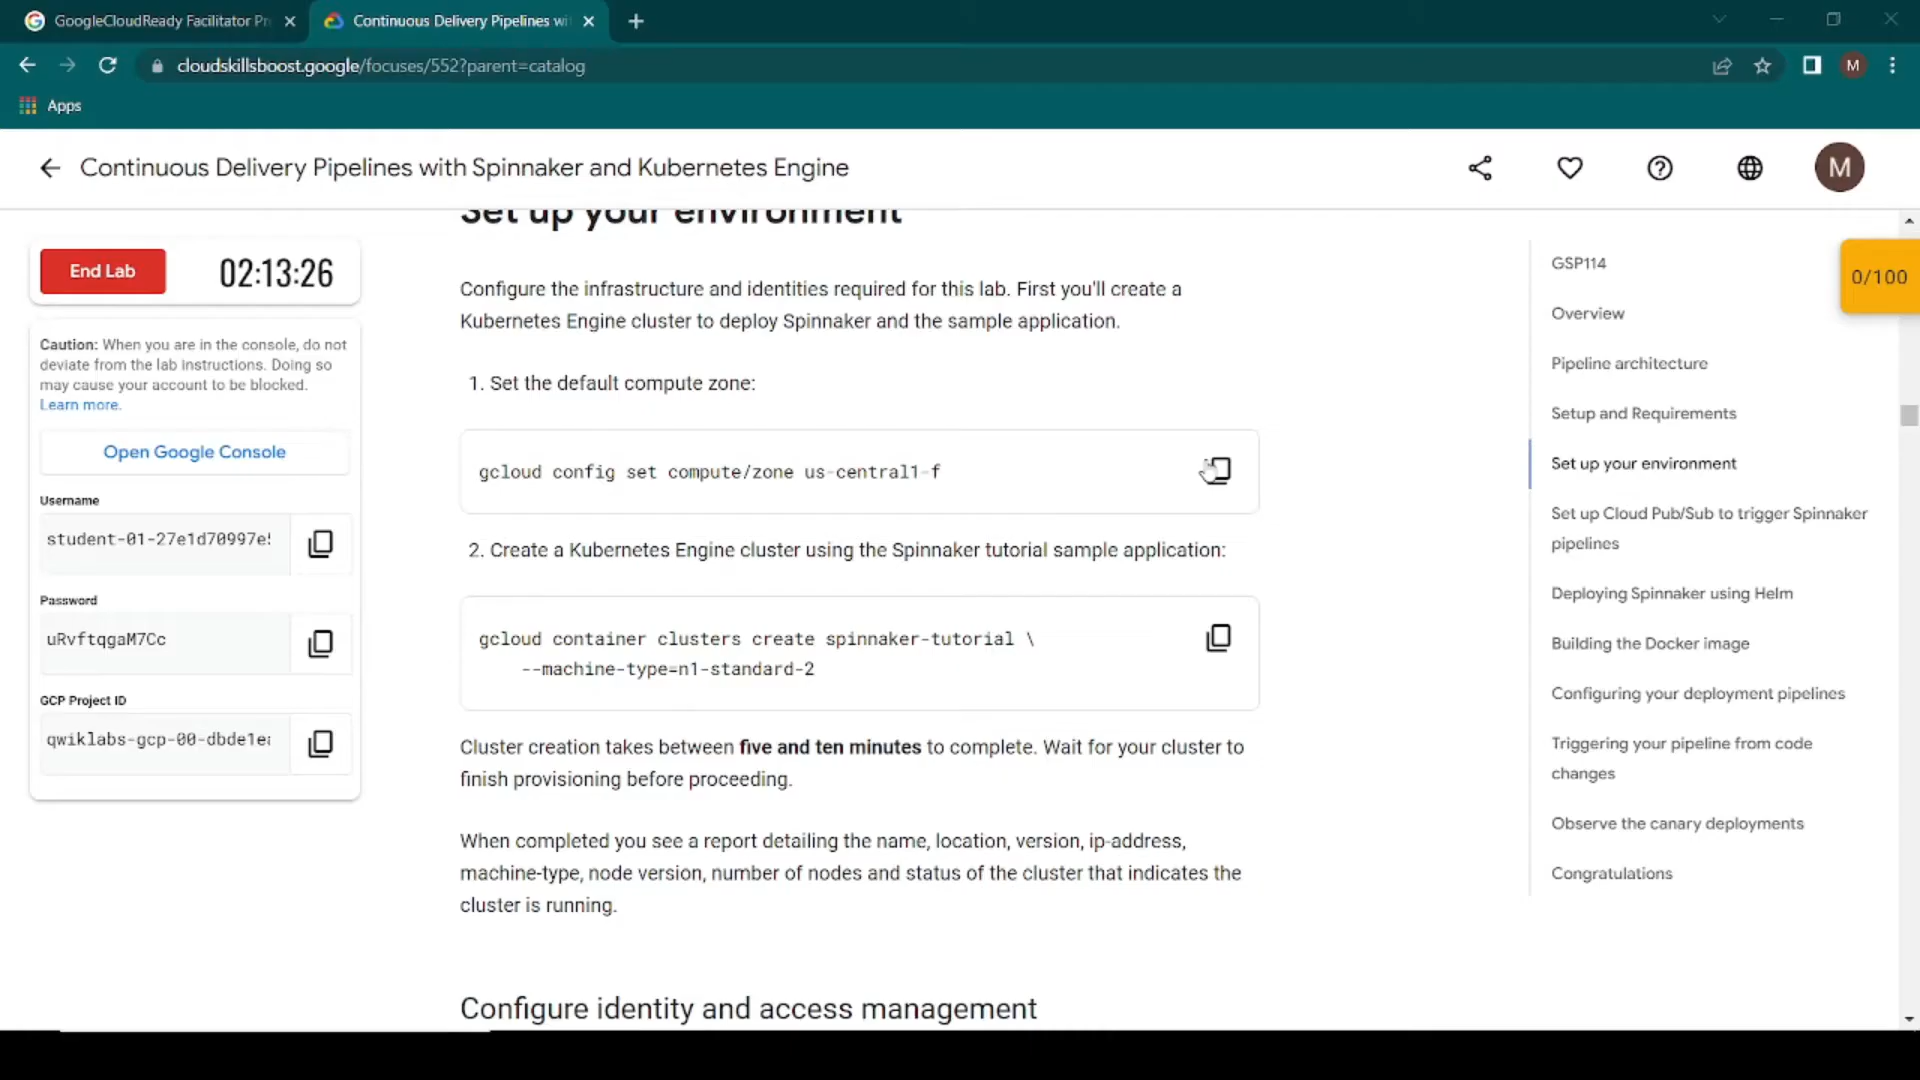 GoogleCloudReady Facilitator Pr
Continuous Delivery Pipelines wi
cloudskillsboost.google/focuses/552?parent=catalog
M
Apps
Continuous Delivery Pipelines with Spinnaker and Kubernetes Engine
M
Set up your environment
End Lab
02:13:26
Caution: When you are in the console, do not
deviate from the lab instructions. Doing so
may cause your account to be blocked.
Learn more.
Open Google Console
Username
student-01-27e1d70997e
Password
uRvftqgaM7Cc
GCP Project ID
qwiklabs-gcp-00-dbde1e
Configure the infrastructure and identities required for this lab. First you'll create a
Kubernetes Engine cluster to deploy Spinnaker and the sample application.
1. Set the default compute zone:
gcloud config set compute/zone us-central1-f
2. Create a Kubernetes Engine cluster using the Spinnaker tutorial sample application:
gcloud container clusters create spinnaker-tutorial \
--machine-type=n1-standard-2
Cluster creation takes between five and ten minutes to complete. Wait for your cluster to
finish provisioning before proceeding.
When completed you see a report detailing the name, location, version, ip-address,
machine-type, node version, number of nodes and status of the cluster that indicates the
cluster is running.
Configure identity and access management
GSP114
Overview
Pipeline architecture
Setup and Requirements
Set up your environment
Set up Cloud Pub/Sub to trigger Spinnaker
pipelines
Deploying Spinnaker using Helm
Building the Docker image
Configuring your deployment pipelines
Triggering your pipeline from code
changes
Observe the canary deployments
Congratulations
0/100